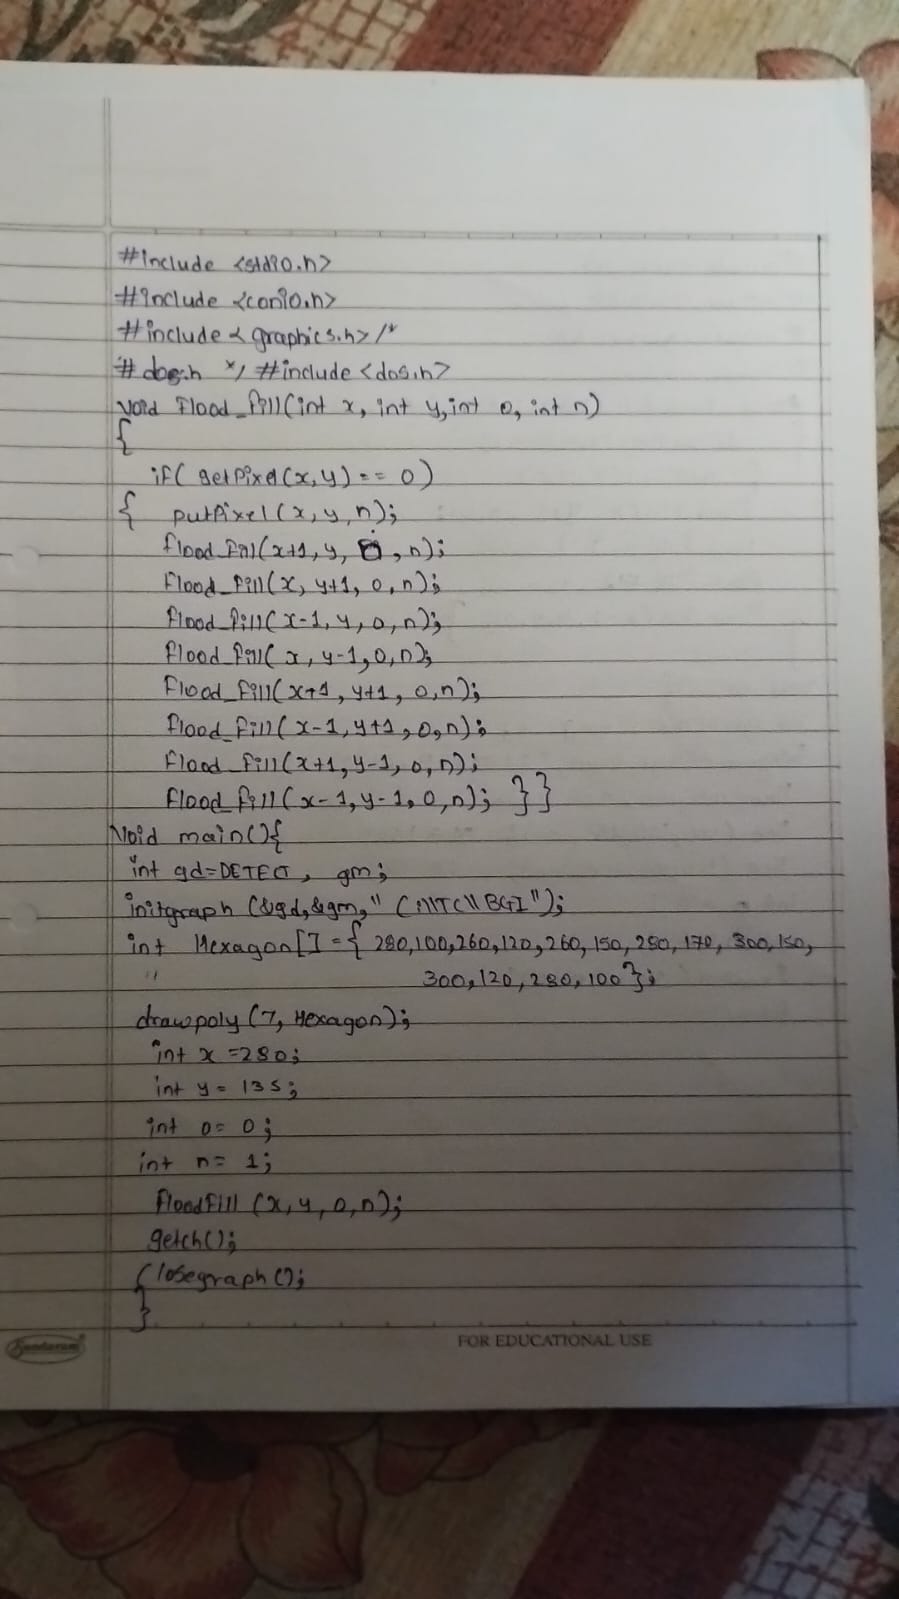 #include <stdio.h>
#include <conio.h>
#include < graphics.h> /*
# dos.h */ #include <dos.h>
void Flood_fill(int x, int y, int o, int n)
{
if( getPixel(x,y) == 0)
{ putPixel (x, y, n);
flood_fill(x+1, y, 0, n);
flood_fill(x, y+1, 0, n);
flood_fill( x-1, y, 0, n);
flood_fill( x, y-1, 0, n);
flood_fill(x+1, y+1, 0, n);
flood_fill( x-1, y+1, 0, n);
flood_fill(x+1, y-1, 0, n);
flood_fill(x-1, y-1, 0, n); }}
Void main(){
int gd=DETECT, gm;
initgraph (&gd, &gm, " C:\\TC\\BGI");
int Hexagon[] = { 280,100,260,120,260,150,280,170, 300,150,
" 300,120,280,100};
drawpoly (7, Hexagon);
int x = 280;
int y = 135;
int o = 0;
int n = 1;
floodfill (x, y, 0, n);
getch();
closegraph ();
}
Sundaram
FOR EDUCATIONAL USE